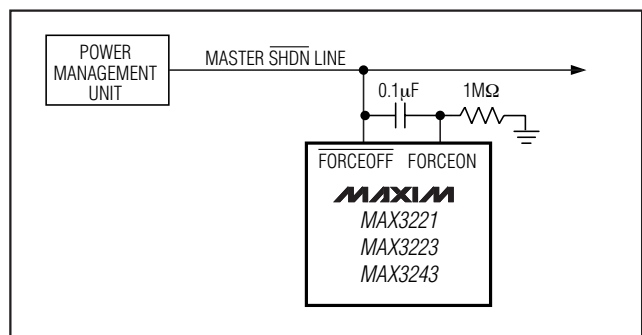 POWER
MANAGEMENT
UNIT
MASTER SHDN LINE
0.1μF 1MΩ
FORCEOFF FORCEON
MAXIM
MAX3221
MAX3223
MAX3243